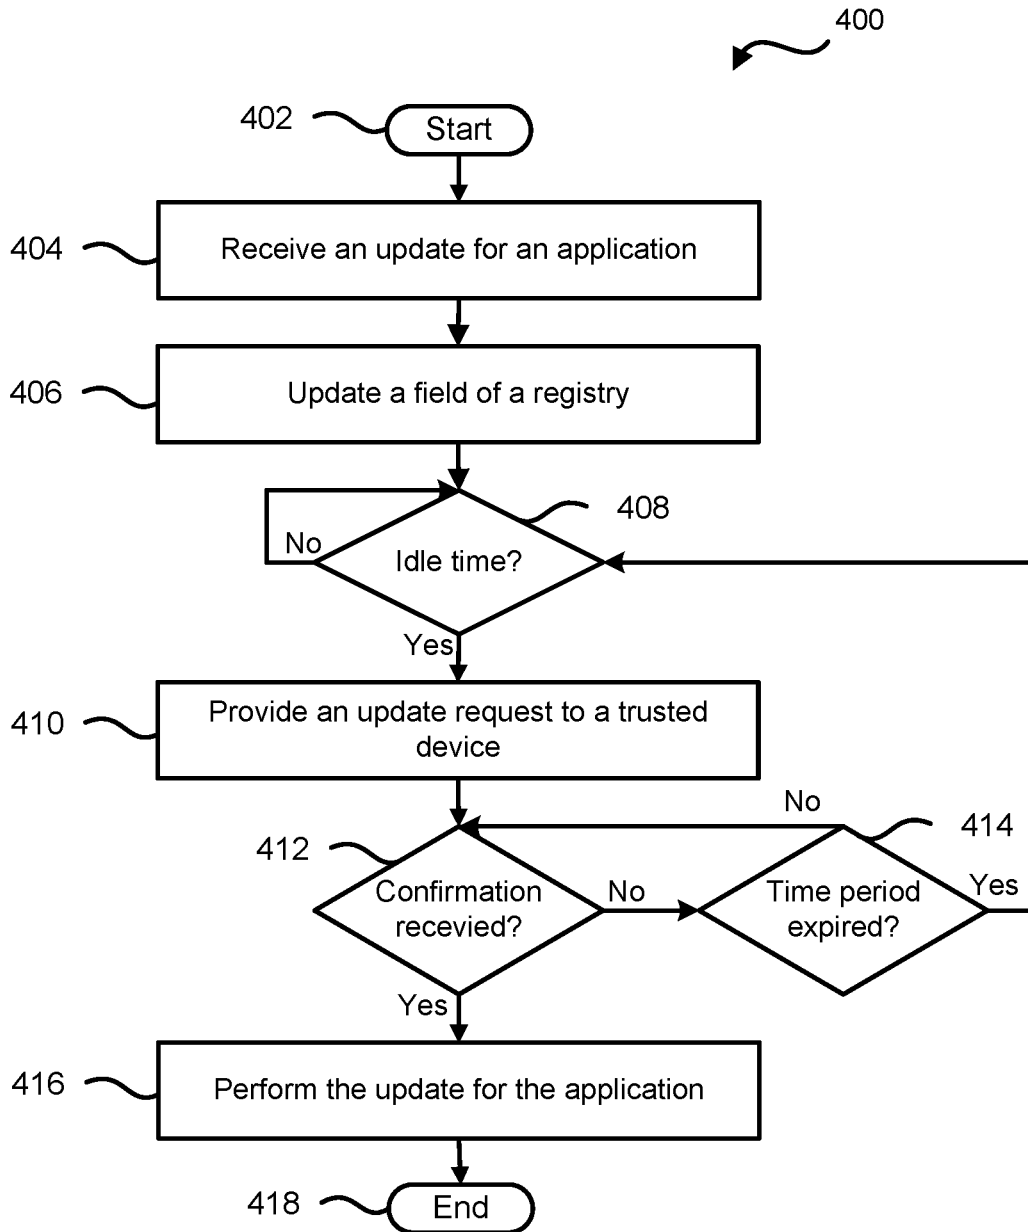 400
402
Start
404
Receive an update for an application
406
Update a field of a registry
408
No
Idle time?
Yes
410
Provide an update request to a trusted
device
No
412
414
Confirmation
recevied?
No
Time period
expired?
Yes
Yes
416
Perform the update for the application
418
End